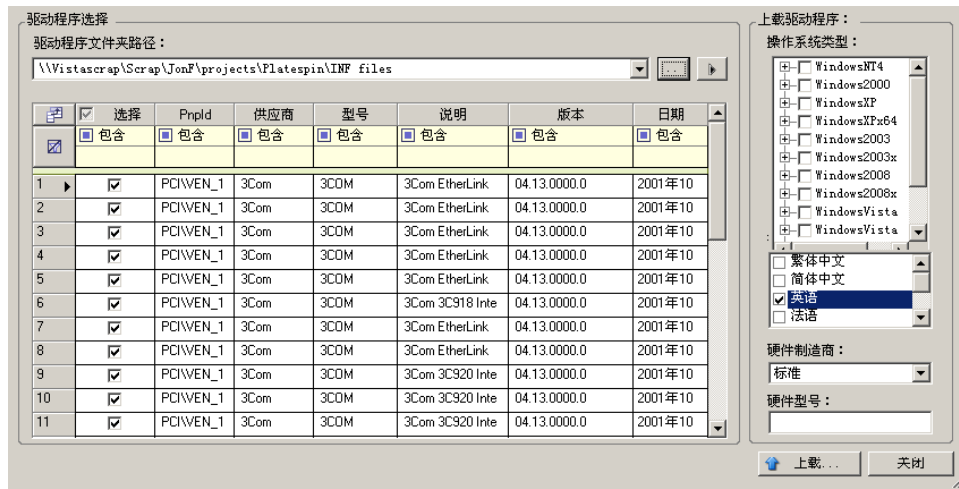 驱动程序选择
驱动程序文件夹路径：
\\Vistascrap\Scrap\JonF\projects\Platespin\INF files
...
选择 PnpId 供应商 型号 说明 版本 日期
包含 包含 包含 包含 包含 包含
1 PCI\VEN_1 3Com 3COM 3Com EtherLink 04.13.0000.0 2001年10
2 PCI\VEN_1 3Com 3COM 3Com EtherLink 04.13.0000.0 2001年10
3 PCI\VEN_1 3Com 3COM 3Com EtherLink 04.13.0000.0 2001年10
4 PCI\VEN_1 3Com 3COM 3Com EtherLink 04.13.0000.0 2001年10
5 PCI\VEN_1 3Com 3COM 3Com EtherLink 04.13.0000.0 2001年10
6 PCI\VEN_1 3Com 3COM 3Com 3C918 Inte 04.13.0000.0 2001年10
7 PCI\VEN_1 3Com 3COM 3Com EtherLink 04.13.0000.0 2001年10
8 PCI\VEN_1 3Com 3COM 3Com EtherLink 04.13.0000.0 2001年10
9 PCI\VEN_1 3Com 3COM 3Com 3C920 Inte 04.13.0000.0 2001年10
10 PCI\VEN_1 3Com 3COM 3Com 3C920 Inte 04.13.0000.0 2001年10
11 PCI\VEN_1 3Com 3COM 3Com 3C920 Inte 04.13.0000.0 2001年10
上载驱动程序：
操作系统类型：
WindowsNT4
Windows2000
WindowsXP
WindowsXPx64
Windows2003
Windows2003x
Windows2008
Windows2008x
WindowsVista
WindowsVista
繁体中文
简体中文
英语
法语
硬件制造商：
标准
硬件型号：
上载...
关闭